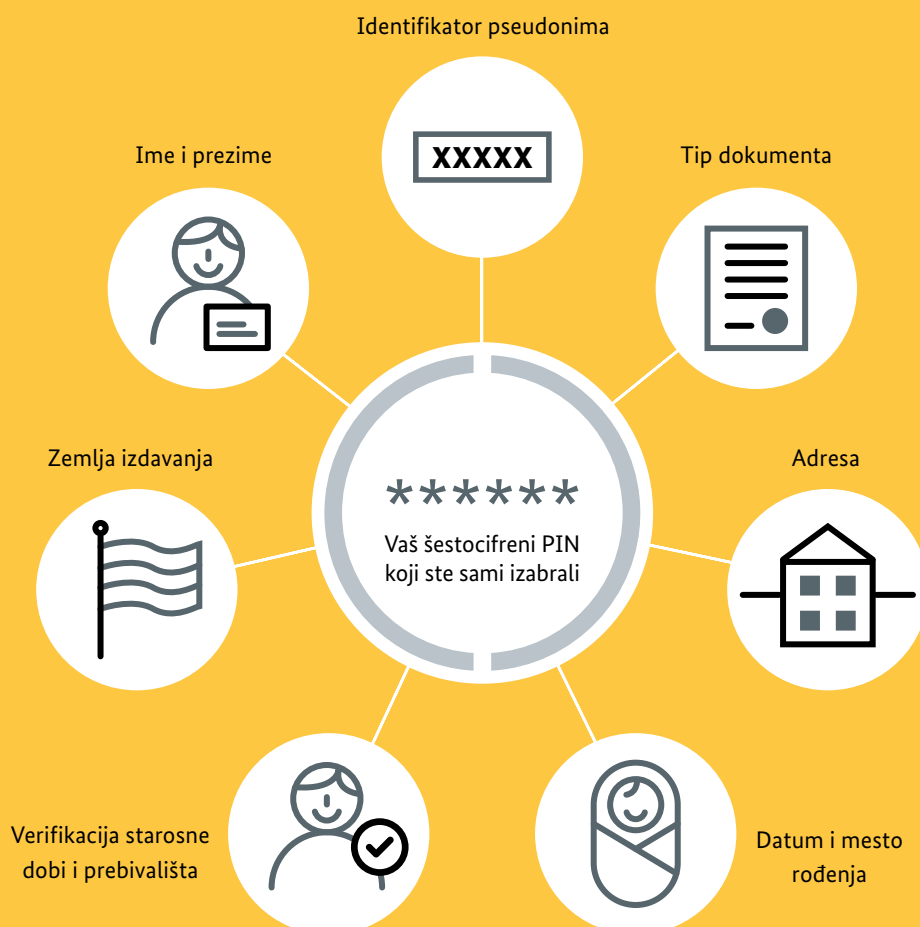 Identifikator pseudonima
XXXXX
Ime i prezime
Tip dokumenta
Zemlja izdavanja
Adresa
******
Vaš šestocifreni PIN
koji ste sami izabrali
Verifikacija starosne
dobi i prebivališta
Datum i mesto
rođenja